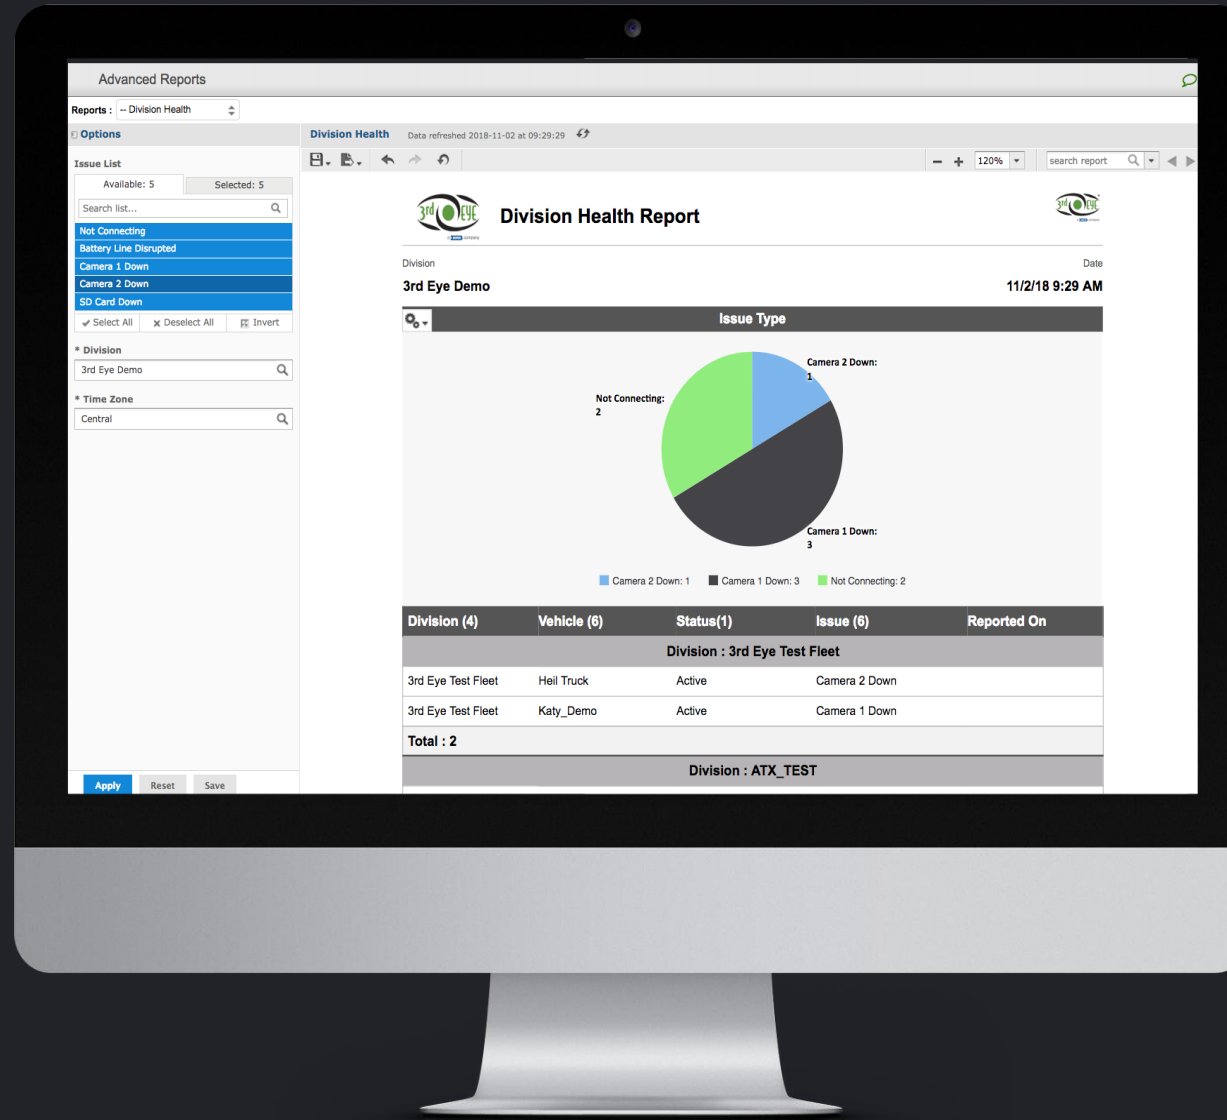 Advanced Reports
Reports : -- Division Health
Options
Division Health Data refreshed 2018-11-02 at 09:29:29
Issue List
Available: 5 Selected: 5
Search list...
Not Connecting
Battery Line Disrupted
Camera 1 Down
Camera 2 Down
SD Card Down
Select All Deselect All Invert
* Division
3rd Eye Demo
* Time Zone
Central
Apply Reset Save
120% search report
3rd EYE
company
Division Health Report
3rd EYE
Division Date
3rd Eye Demo 11/2/18 9:29 AM
Issue Type
Camera 2 Down:
1
Not Connecting:
2
Camera 1 Down:
3
Camera 2 Down: 1 Camera 1 Down: 3 Not Connecting: 2
Division (4) Vehicle (6) Status(1) Issue (6) Reported On
Division : 3rd Eye Test Fleet
3rd Eye Test Fleet Heil Truck Active Camera 2 Down
3rd Eye Test Fleet Katy_Demo Active Camera 1 Down
Total : 2
Division : ATX_TEST